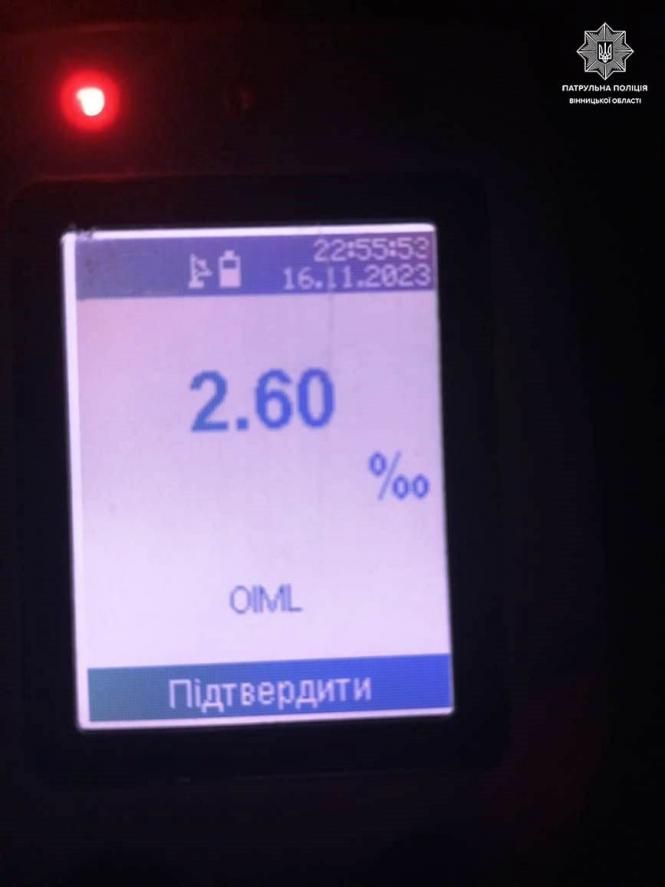 ПАТРУЛЬНА ПОЛІЦІЯ
ВІННИЦЬКОЇ ОБЛАСТІ
22:55:53
16.11.2023
2.60
‰
OIML
Підтвердити